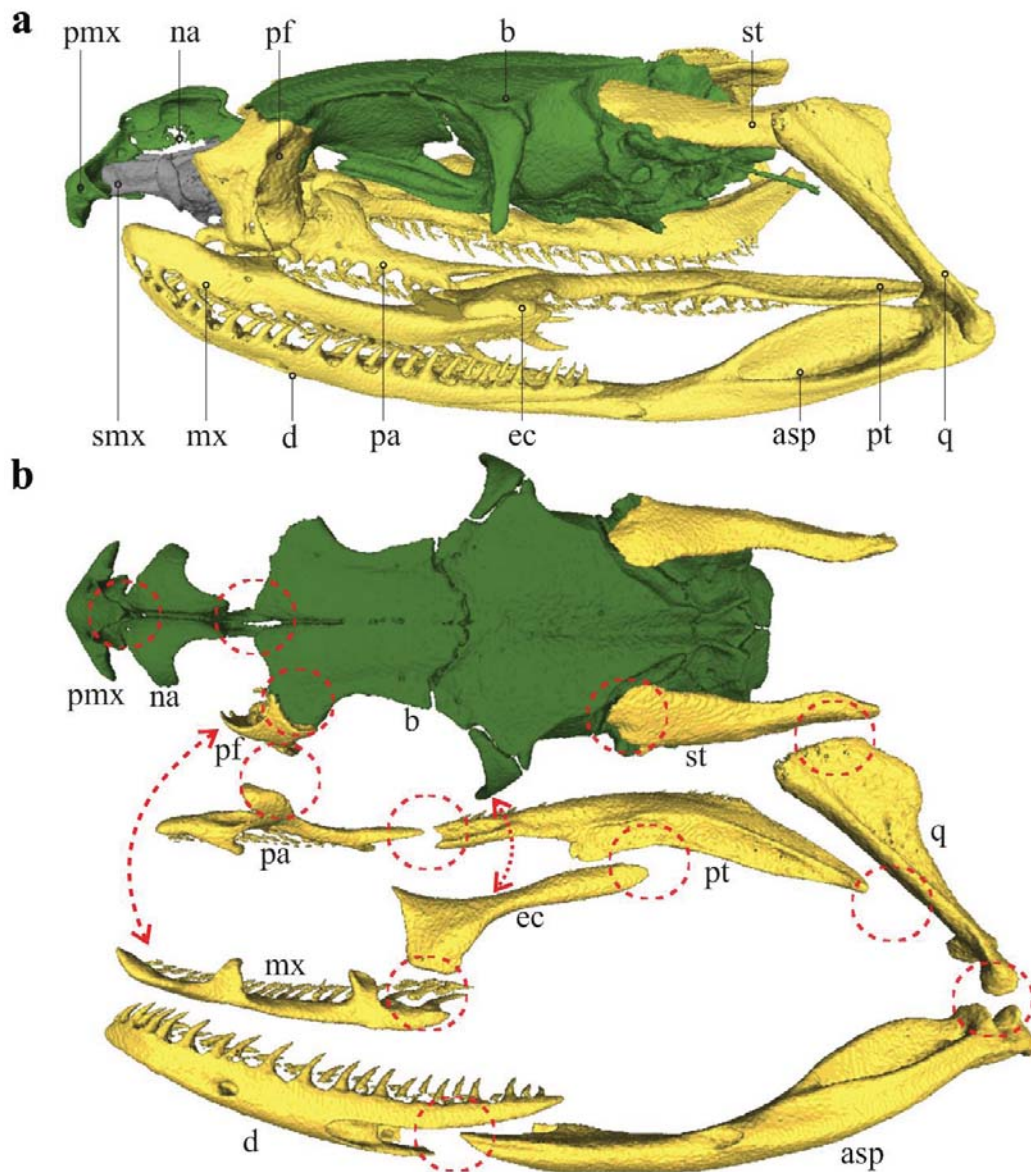 a
pmx na pf b st
smx mx d pa ec asp pt q
b
pmx na b
pf st
pa pt q
ec
mx
d asp